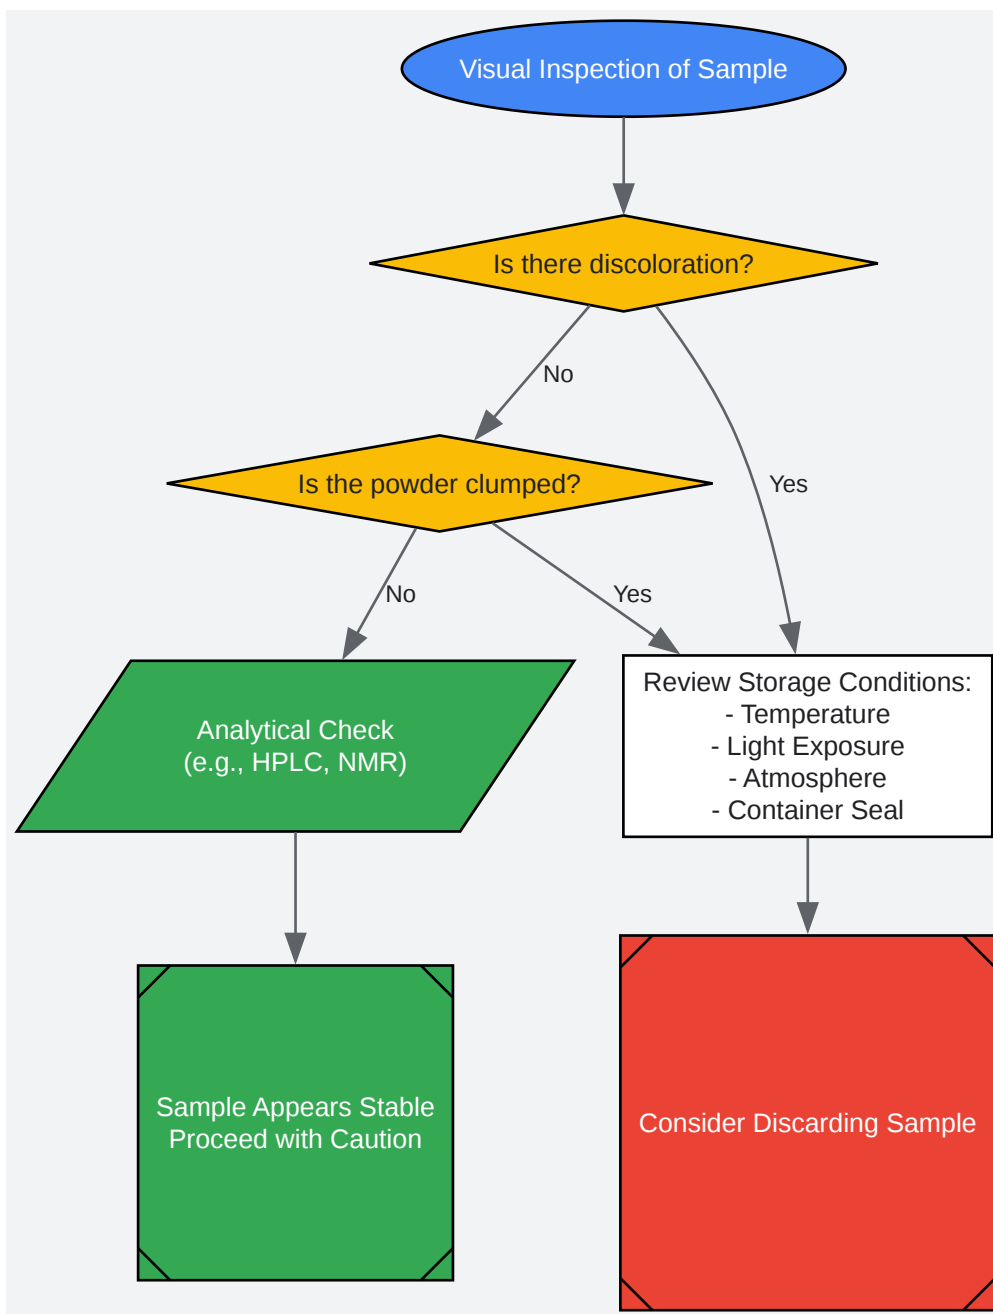 Visual Inspection of Sample
Is there discoloration?
No
Is the powder clumped?
Yes
No
Yes
Analytical Check
(e.g., HPLC, NMR)
Review Storage Conditions:
- Temperature
- Light Exposure
- Atmosphere
- Container Seal
Sample Appears Stable
Proceed with Caution
Consider Discarding Sample